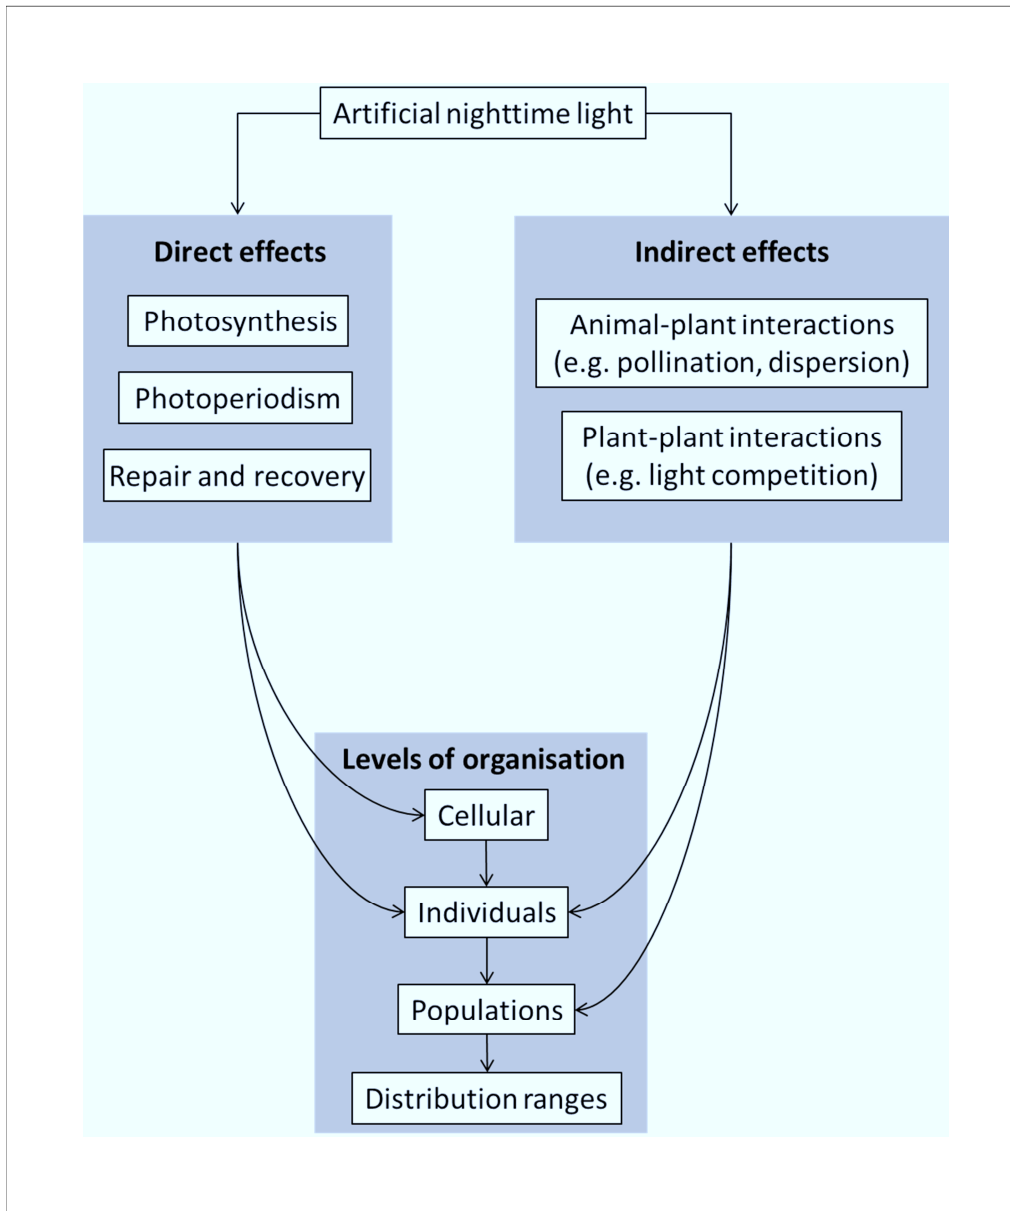 Artificial nighttime light
Direct effects
Photosynthesis
Photoperiodism
Repair and recovery
Indirect effects
Animal-plant interactions
(e.g. pollination, dispersion)
Plant-plant interactions
(e.g. light competition)
Levels of organisation
Cellular
Individuals
Populations
Distribution ranges